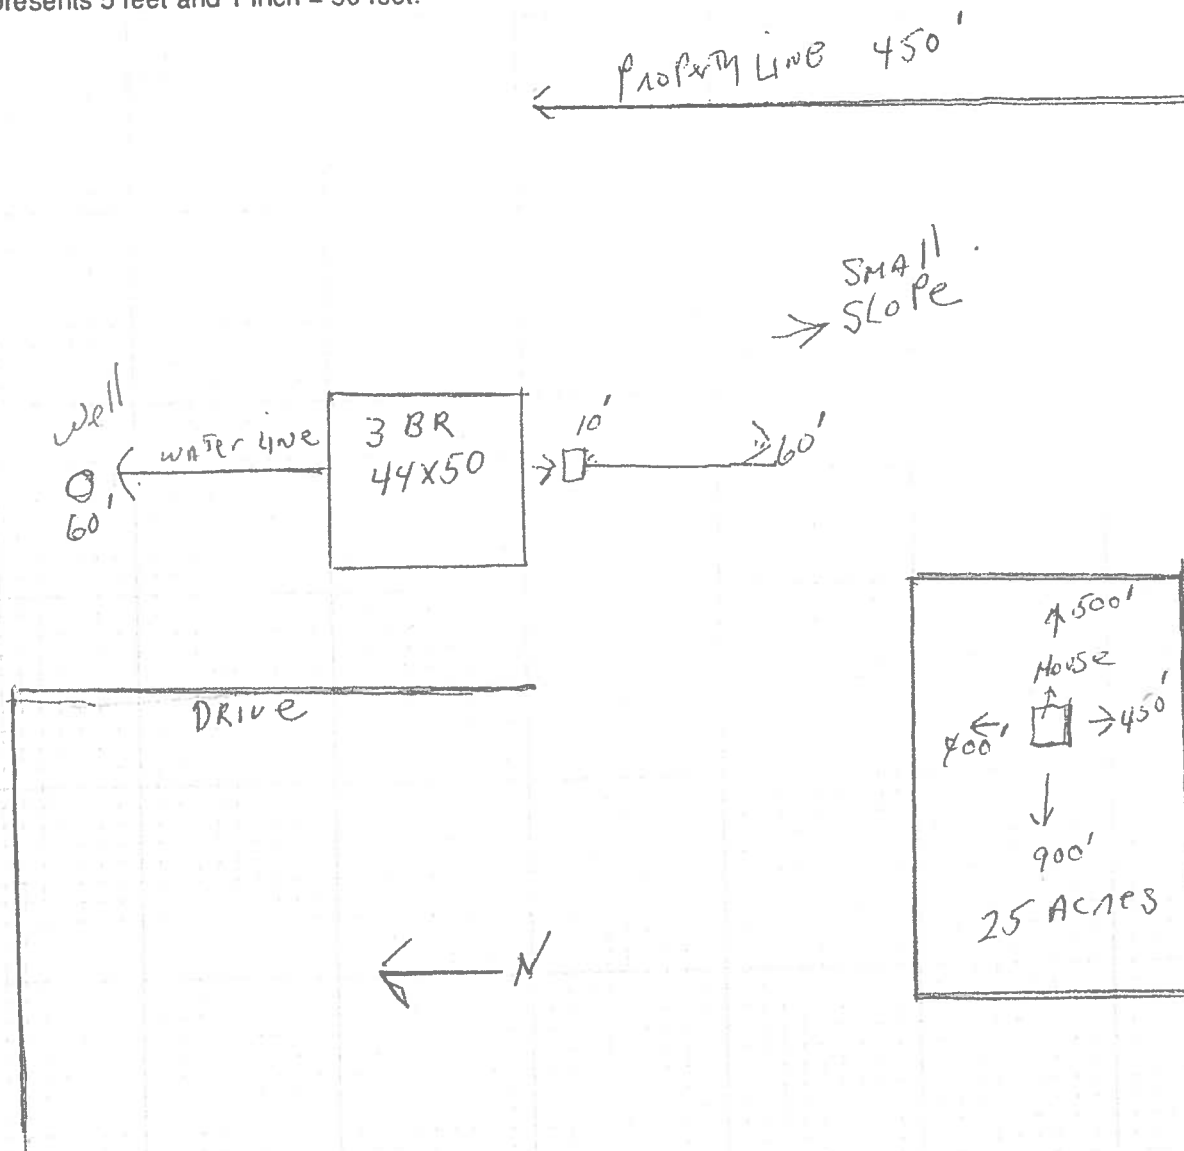 presents 5 feet and 1 inch = 50 feet.
Property Line 450'
SMAll
SLOPe
well
WATer LiNe
60'
3 BR
44X50
10'
60'
DRIVe
N
500'
HOUSe
400'
450'
900'
25 Acres